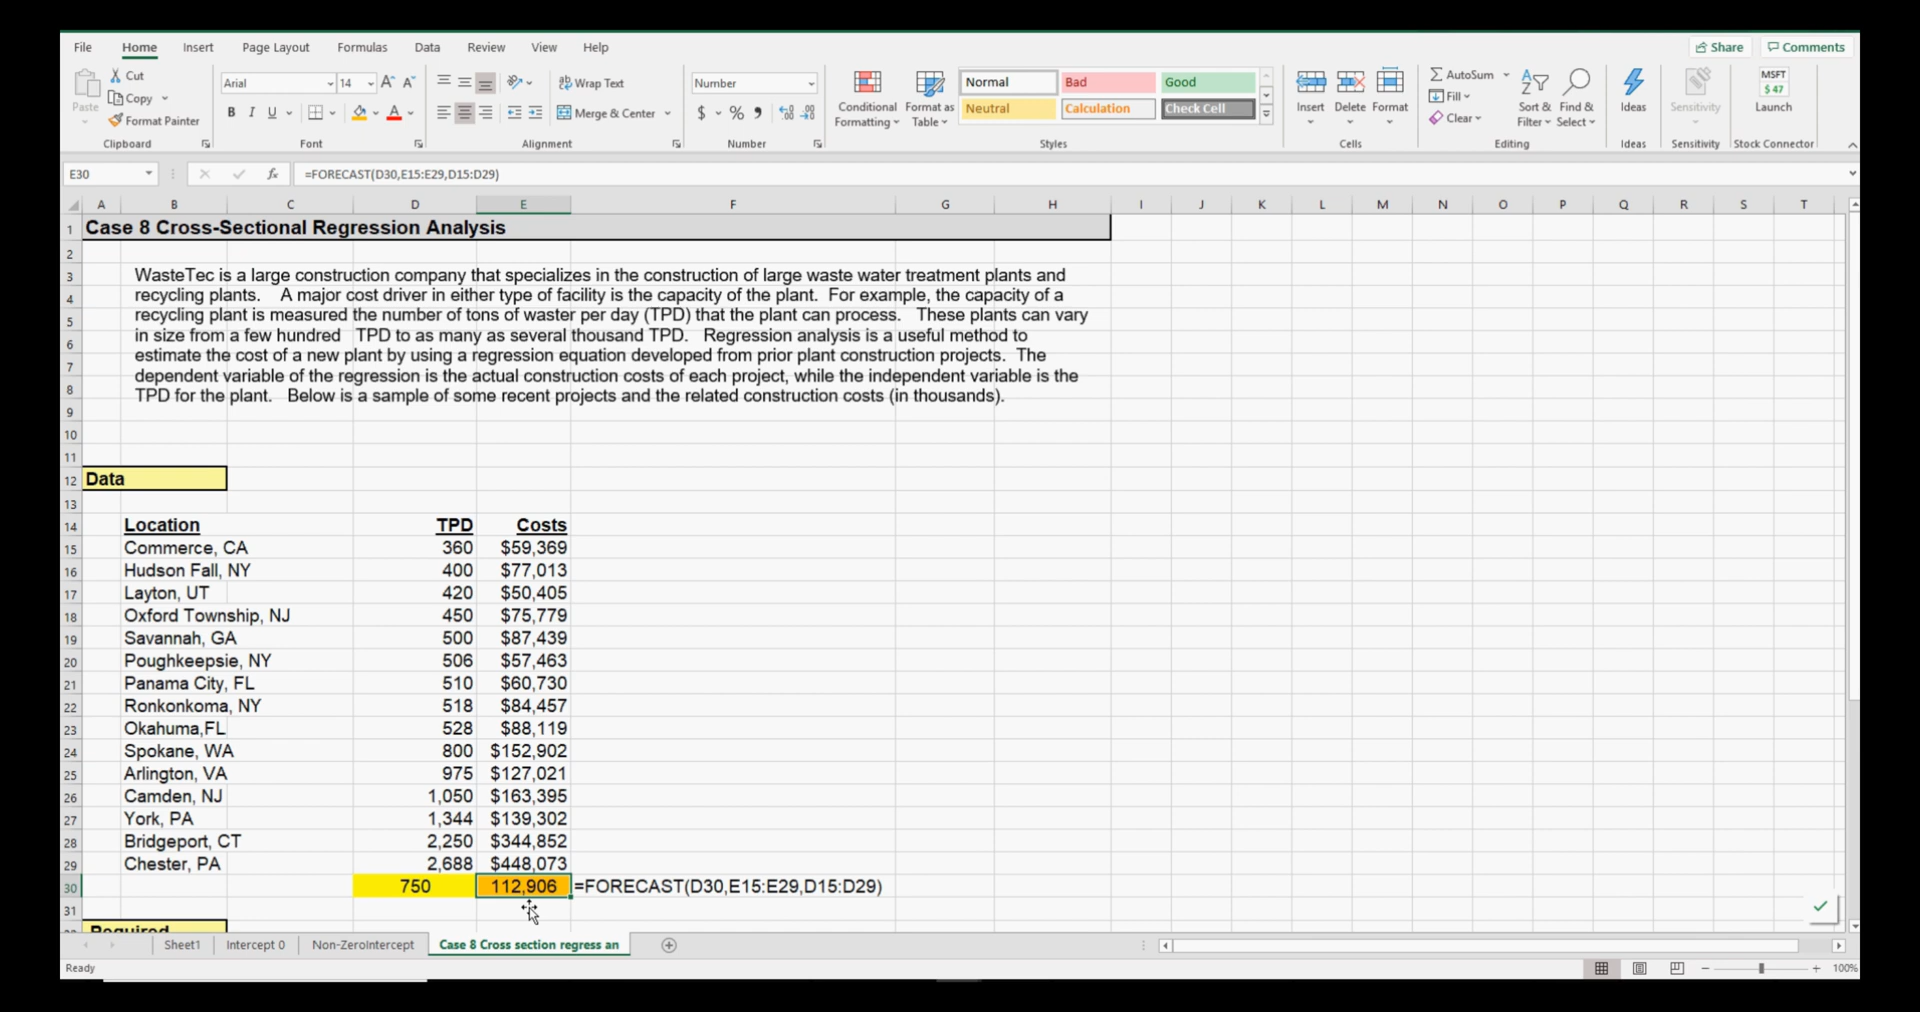 File Home Insert Page Layout Formulas Data Review View Help Share Comments
Cut
Copy
Format Painter
Paste
Clipboard
Arial 14
B I U
Font
Wrap Text
Merge & Center
Alignment
Number
$ % 9
Number
Conditional Formatting
Format as Table
Normal Bad Good
Neutral Calculation Check Cell
Styles
Insert Delete Format
Cells
AutoSum
Fill
Clear
Sort & Filter
Find & Select
Editing
Ideas
Ideas
Sensitivity
Sensitivity
MSFT
$ 47
Launch
Stock Connector
E30 fx =FORECAST(D30,E15:E29,D15:D29)
A B C D E F G H I J K L M N O P Q R S T
1 Case 8 Cross-Sectional Regression Analysis
2
3 WasteTec is a large construction company that specializes in the construction of large waste water treatment plants and
4 recycling plants. A major cost driver in either type of facility is the capacity of the plant. For example, the capacity of a
5 recycling plant is measured the number of tons of waster per day (TPD) that the plant can process. These plants can vary
6 in size from a few hundred TPD to as many as several thousand TPD. Regression analysis is a useful method to
7 estimate the cost of a new plant by using a regression equation developed from prior plant construction projects. The
8 dependent variable of the regression is the actual construction costs of each project, while the independent variable is the
9 TPD for the plant. Below is a sample of some recent projects and the related construction costs (in thousands).
10
11
12 Data
13
14 Location TPD Costs
15 Commerce, CA 360 $59,369
16 Hudson Fall, NY 400 $77,013
17 Layton, UT 420 $50,405
18 Oxford Township, NJ 450 $75,779
19 Savannah, GA 500 $87,439
20 Poughkeepsie, NY 506 $57,463
21 Panama City, FL 510 $60,730
22 Ronkonkoma, NY 518 $84,457
23 Okahuma,FL 528 $88,119
24 Spokane, WA 800 $152,902
25 Arlington, VA 975 $127,021
26 Camden, NJ 1,050 $163,395
27 York, PA 1,344 $139,302
28 Bridgeport, CT 2,250 $344,852
29 Chester, PA 2,688 $448,073
30 750 112,906 =FORECAST(D30,E15:E29,D15:D29)
31
Required
Sheet1 Intercept 0 Non-ZeroIntercept Case 8 Cross section regress an
Ready 100%